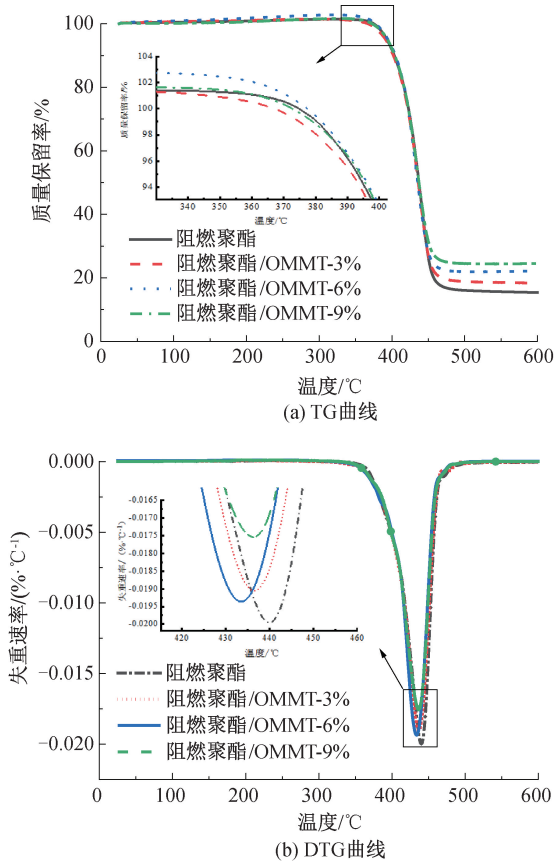 100
80
60
40
20
0
质量保留率/%
104
102
101
100
98
96
94
93
质量保留率/%
340
350
360
370
380
390
400
温度/℃
阻燃聚酯
阻燃聚酯/OMMT-3%
阻燃聚酯/OMMT-6%
阻燃聚酯/OMMT-9%
0 100 200 300 400 500 600
温度/℃
(a) TG曲线
0.000
−0.005
−0.010
−0.015
−0.020
失重速率/(%·℃-1)
-0.0165
-0.0170
-0.0175
-0.0180
-0.0185
-0.0190
-0.0195
-0.0200
失重速率/ (%·℃-1)
420 430 440 450 460
温度/℃
阻燃聚酯
阻燃聚酯/OMMT-3%
阻燃聚酯/OMMT-6%
阻燃聚酯/OMMT-9%
0 100 200 300 400 500 600
温度/℃
(b) DTG曲线